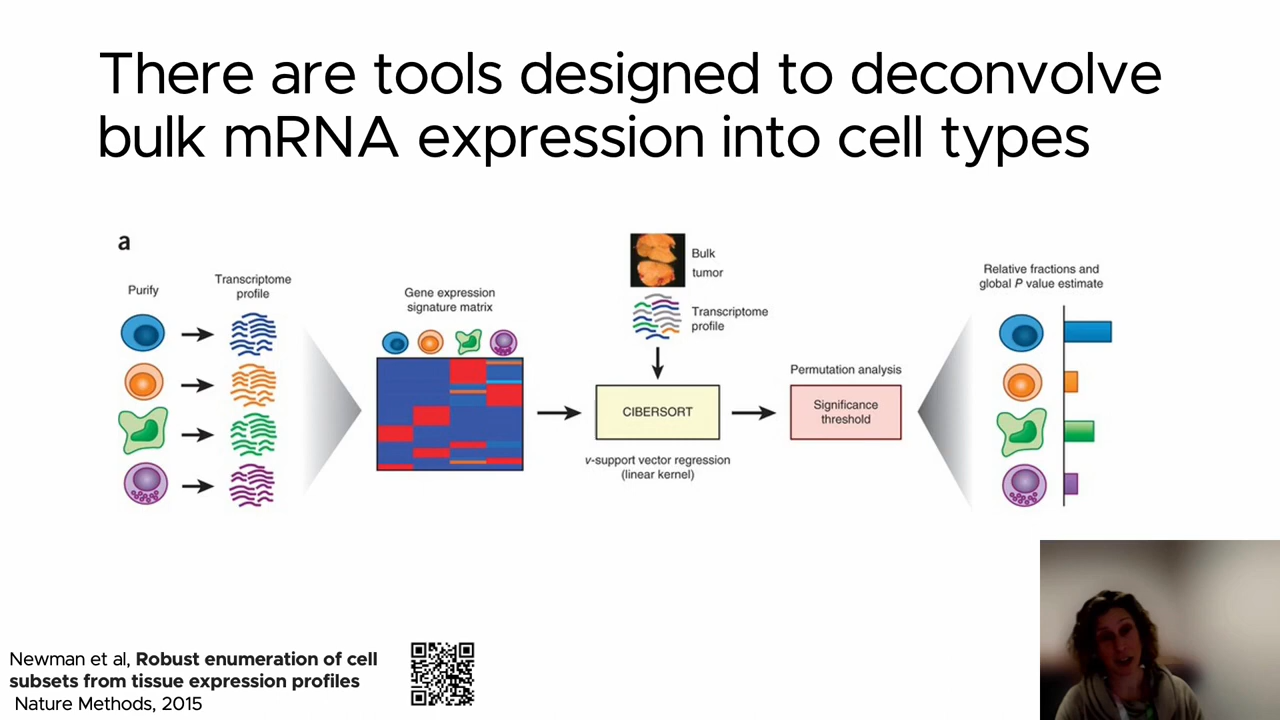 There are tools designed to deconvolve
bulk mRNA expression into cell types
a
Purify
Transcriptome
profile
Gene expression
signature matrix
Bulk
tumor
Transcriptome
profile
CIBERSORT
ν-support vector regression
(linear kernel)
Permutation analysis
Significance
threshold
Relative fractions and
global P value estimate
Newman et al, Robust enumeration of cell
subsets from tissue expression profiles
Nature Methods, 2015